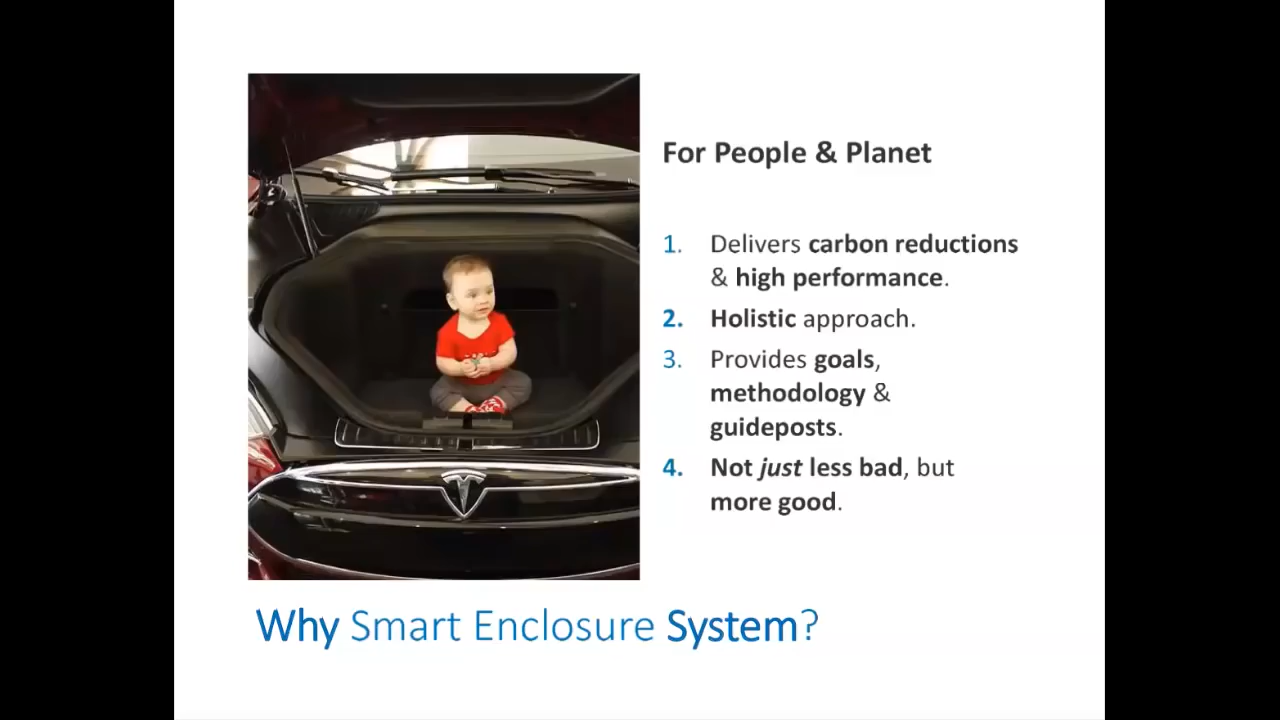 For People & Planet
1. Delivers carbon reductions
& high performance.
2. Holistic approach.
3. Provides goals,
methodology &
guideposts.
4. Not just less bad, but
more good.
Why Smart Enclosure System?